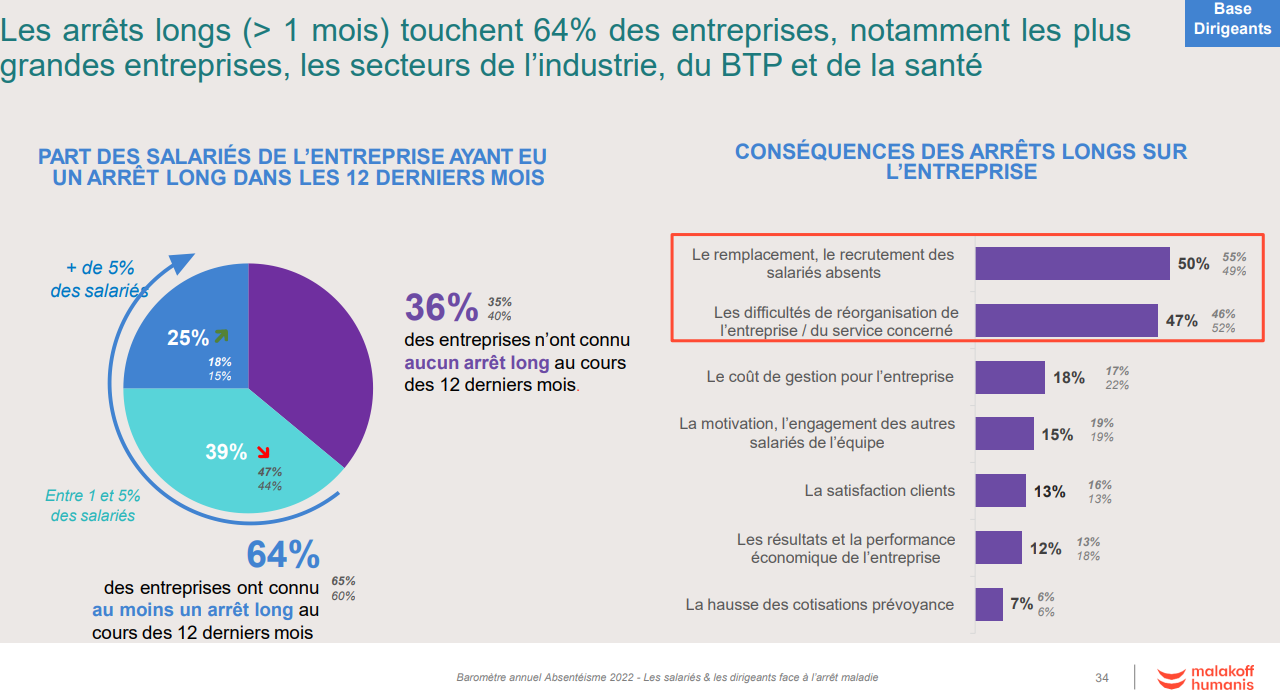 Les arrêts longs (> 1 mois) touchent 64% des entreprises, notamment les plus
grandes entreprises, les secteurs de l’industrie, du BTP et de la santé
Base
Dirigeants
PART DES SALARIÉS DE L’ENTREPRISE AYANT EU
UN ARRÊT LONG DANS LES 12 DERNIERS MOIS
+ de 5%
des salariés
25%
18%
15%
36%
35%
40%
des entreprises n’ont connu
aucun arrêt long au cours
des 12 derniers mois.
39%
47%
44%
Entre 1 et 5%
des salariés
64%
65%
60%
des entreprises ont connu
au moins un arrêt long au
cours des 12 derniers mois
CONSÉQUENCES DES ARRÊTS LONGS SUR
L’ENTREPRISE
Le remplacement, le recrutement des
salariés absents
50%
55%
49%
Les difficultés de réorganisation de
l’entreprise / du service concerné
47%
46%
52%
Le coût de gestion pour l’entreprise
18%
17%
22%
La motivation, l’engagement des autres
salariés de l’équipe
15%
19%
19%
La satisfaction clients
13%
16%
13%
Les résultats et la performance
économique de l’entreprise
12%
13%
18%
La hausse des cotisations prévoyance
7%
6%
6%
Baromètre annuel Absentéisme 2022 - Les salariés & les dirigeants face à l’arrêt maladie
34
malakoff
humanis